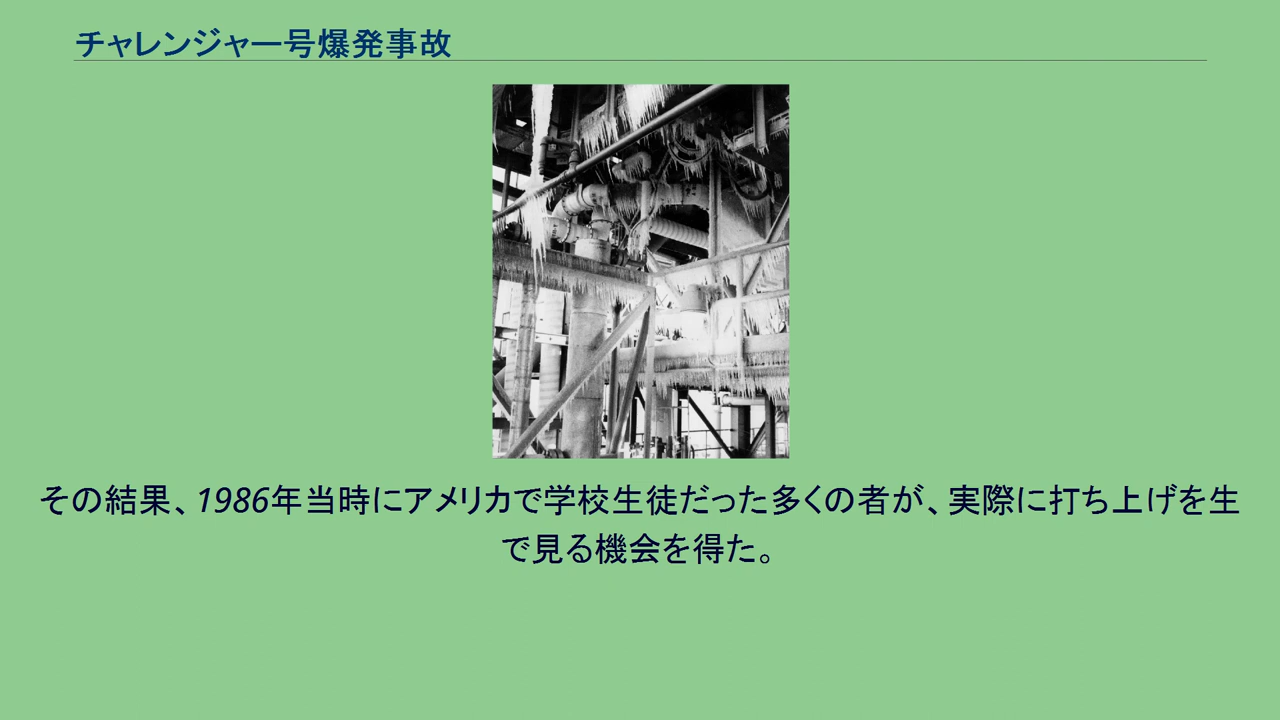 チャレンジャー号爆発事故
その結果、1986年当時にアメリカで学校生徒だった多くの者が、実際に打ち上げを生
で見る機会を得た。